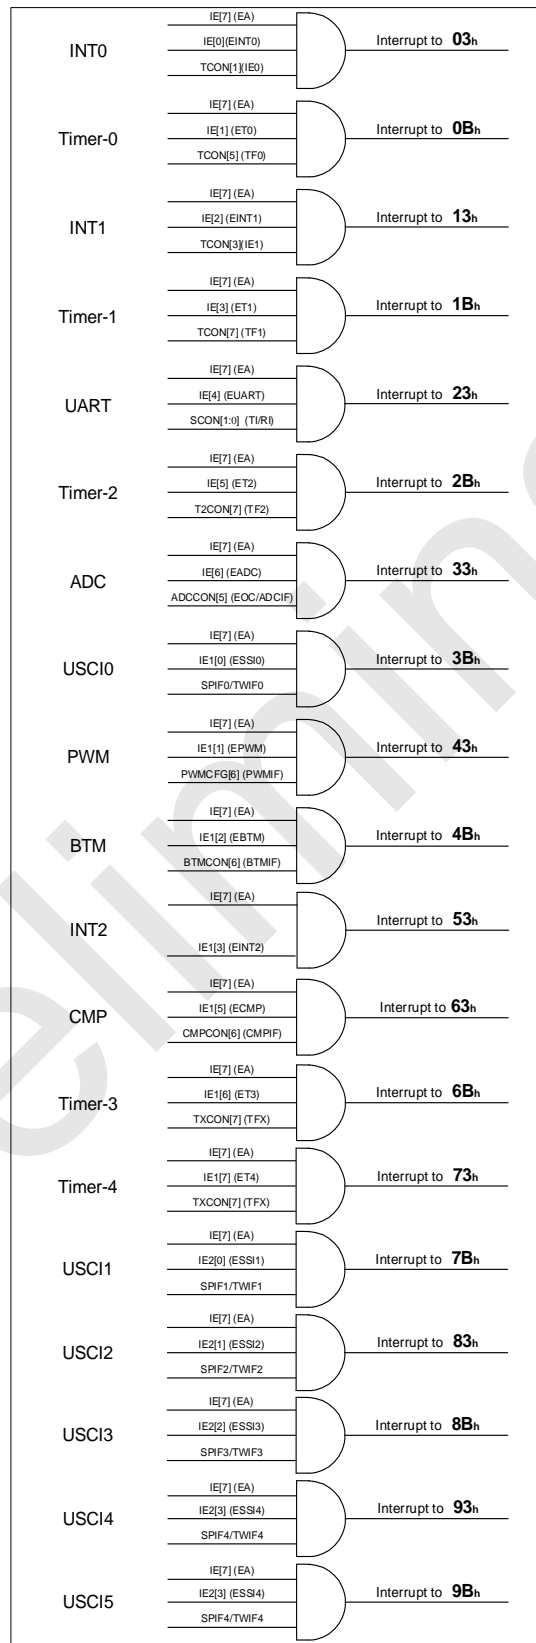 IE[7] (EA)
INT0 IE[0](EINT0) Interrupt to 03h
TCON[1](IE0)
IE[7] (EA)
Timer-0 IE[1] (ET0) Interrupt to 0Bh
TCON[5] (TF0)
IE[7] (EA)
INT1 IE[2] (EINT1) Interrupt to 13h
TCON[3](IE1)
IE[7] (EA)
Timer-1 IE[3] (ET1) Interrupt to 1Bh
TCON[7] (TF1)
IE[7] (EA)
UART IE[4] (EUART) Interrupt to 23h
SCON[1:0] (TI/RI)
IE[7] (EA)
Timer-2 IE[5] (ET2) Interrupt to 2Bh
T2CON[7] (TF2)
IE[7] (EA)
ADC IE[6] (EADC) Interrupt to 33h
ADCCON[5] (EOC/ADCIF)
IE[7] (EA)
USCI0 IE1[0] (ESSI0) Interrupt to 3Bh
SPIF0/TWIF0
IE[7] (EA)
PWM IE1[1] (EPWM) Interrupt to 43h
PWMCFG[6] (PWMIF)
IE[7] (EA)
BTM IE1[2] (EBTM) Interrupt to 4Bh
BTMCON[6] (BTMIF)
IE[7] (EA)
INT2 Interrupt to 53h
IE1[3] (EINT2)
IE[7] (EA)
CMP IE1[5] (ECMP) Interrupt to 63h
CMPCON[6] (CMPIF)
IE[7] (EA)
Timer-3 IE1[6] (ET3) Interrupt to 6Bh
TXCON[7] (TFX)
IE[7] (EA)
Timer-4 IE1[7] (ET4) Interrupt to 73h
TXCON[7] (TFX)
IE[7] (EA)
USCI1 IE2[0] (ESSI1) Interrupt to 7Bh
SPIF1/TWIF1
IE[7] (EA)
USCI2 IE2[1] (ESSI2) Interrupt to 83h
SPIF2/TWIF2
IE[7] (EA)
USCI3 IE2[2] (ESSI3) Interrupt to 8Bh
SPIF3/TWIF3
IE[7] (EA)
USCI4 IE2[3] (ESSI4) Interrupt to 93h
SPIF4/TWIF4
IE[7] (EA)
USCI5 IE2[3] (ESSI4) Interrupt to 9Bh
SPIF4/TWIF4
elimin